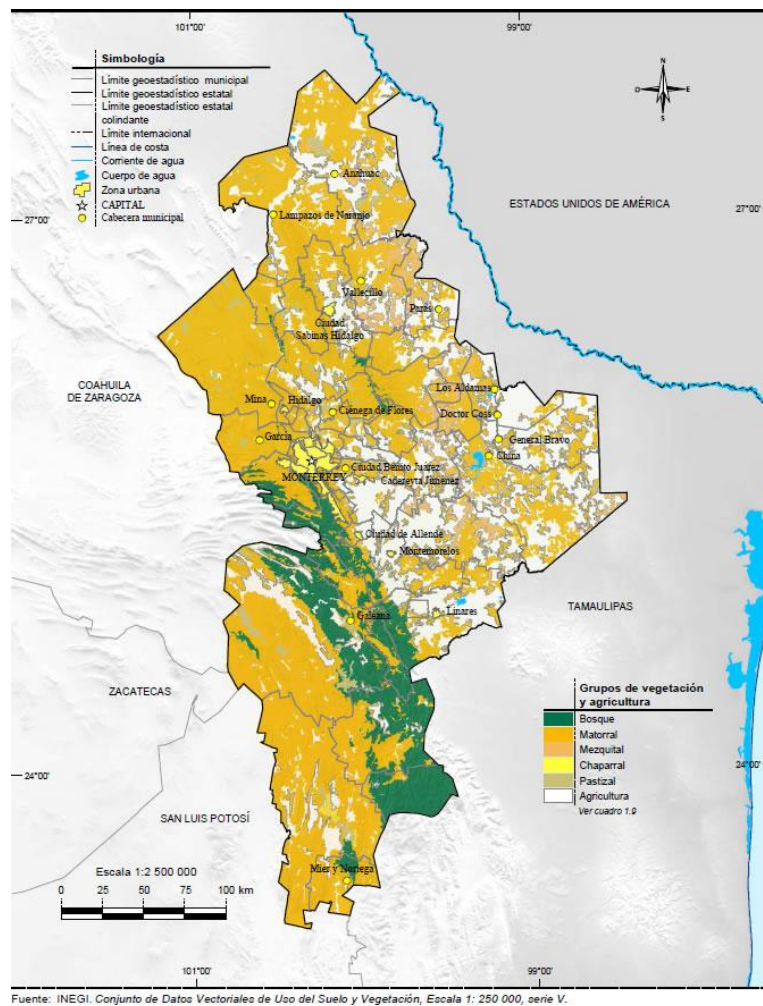 101°00'
99°00'
Simbología
Límite geoestadístico municipal
Límite geoestadístico estatal
Límite geoestadístico estatal
colindante
Límite internacional
Línea de costa
Corriente de agua
Cuerpo de agua
Zona urbana
CAPITAL
Cabecera municipal
N
O
E
S
27°00'
ESTADOS UNIDOS DE AMÉRICA
27°00'
Anáhuac
Lampazos de Naranjo
Vallecillo
Parás
Ciudad
Sabinas Hidalgo
COAHUILA
DE ZARAGOZA
Los Aldamas
Mina
Hidalgo
Ciénega de Flores
Doctor Coss
García
General Bravo
China
MONTERREY
Ciudad Benito Juárez
Cadereyta Jiménez
Ciudad de Allende
Montemorelos
Galeana
Linares
TAMAULIPAS
ZACATECAS
Grupos de vegetación
y agricultura
Bosque
Matorral
Mezquital
Chaparral
Pastizal
Agricultura
Ver cuadro 1.9
24°00'
24°00'
SAN LUIS POTOSÍ
Mier y Noriega
Escala 1:2 500 000
0 25 50 75 100 km
101°00'
99°00'
Fuente: INEGI. Conjunto de Datos Vectoriales de Uso del Suelo y Vegetación, Escala 1: 250 000, serie V.